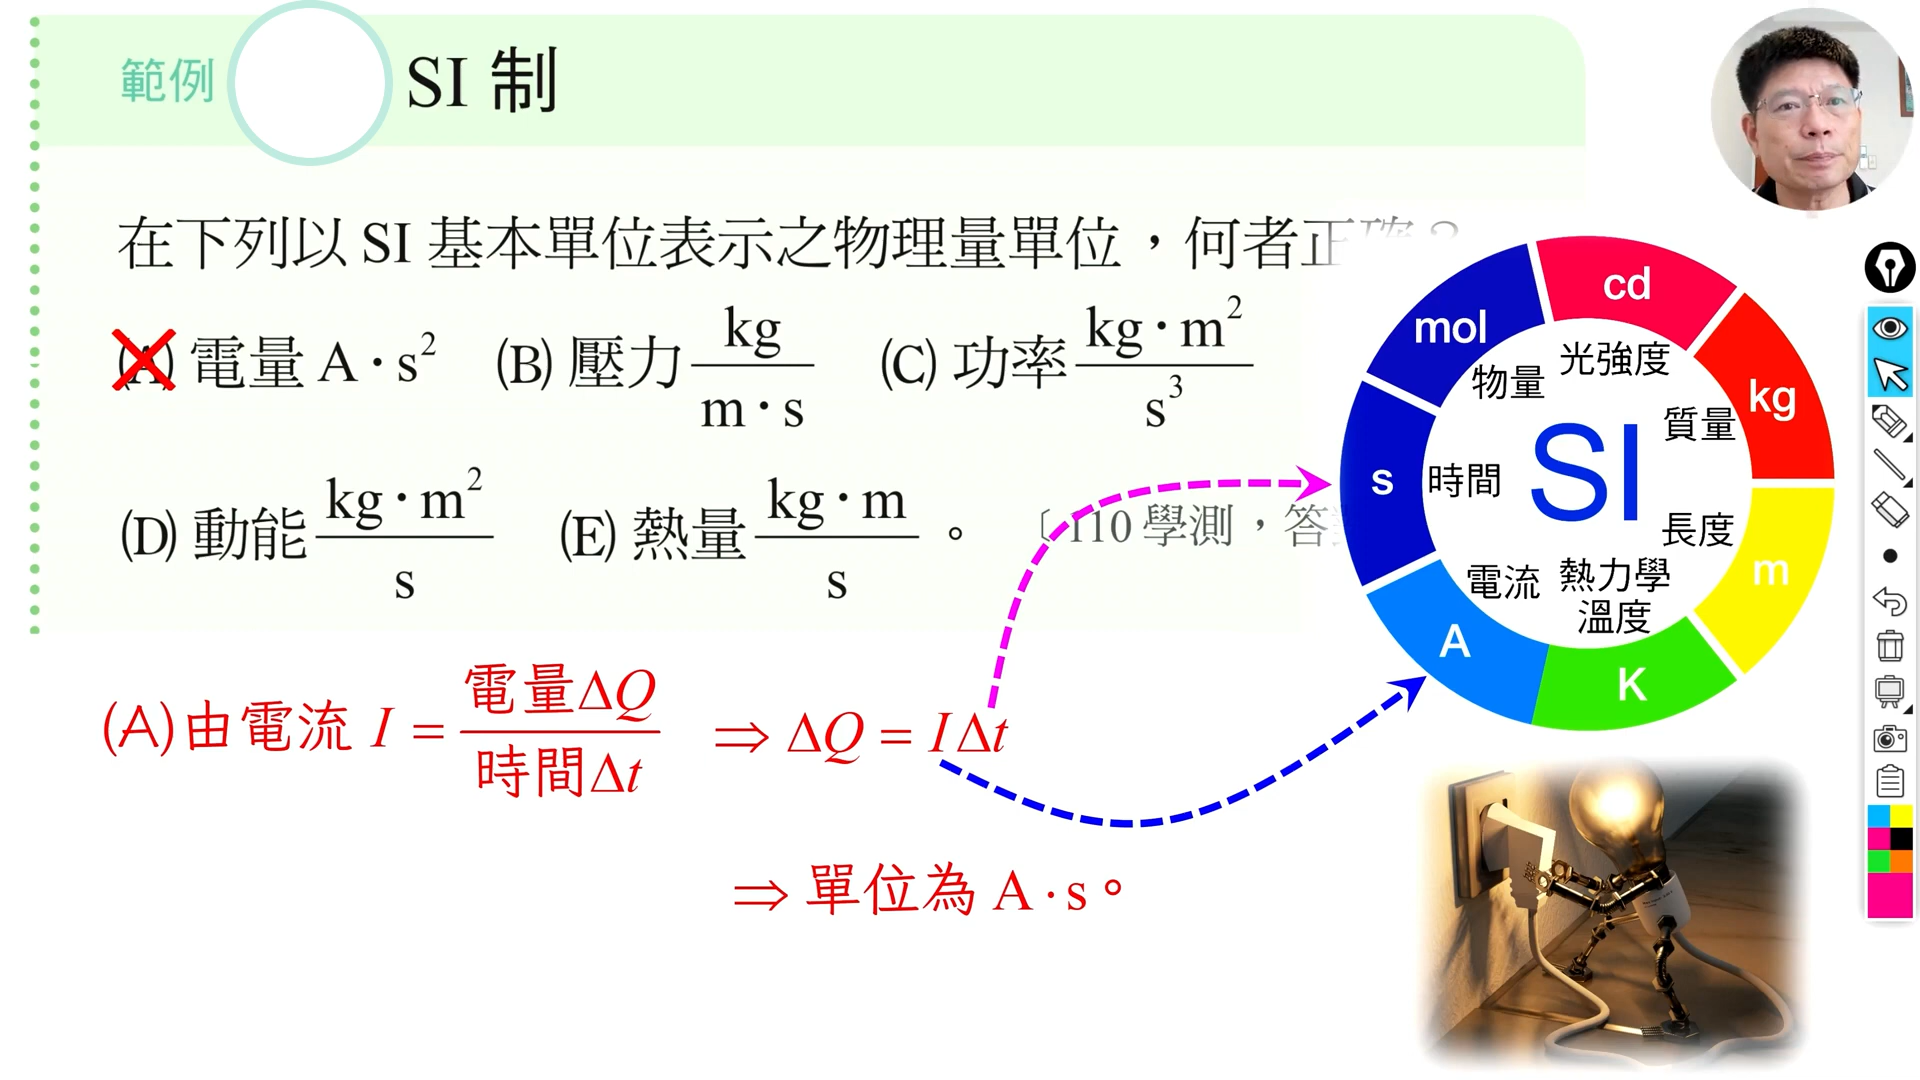 範例 SI 制
在下列以 SI 基本單位表示之物理量單位，何者正確？
(A) 電量 A · s² (B) 壓力 kg / m · s (C) 功率 kg · m² / s³
(D) 動能 kg · m² / s (E) 熱量 kg · m / s 。 〔110 學測，答
(A) 由電流 I = 電量ΔQ / 時間Δt ⇒ ΔQ = IΔt
⇒ 單位為 A · s 。
SI
cd
光強度
kg
質量
m
長度
K
熱力學
溫度
A
電流
s
時間
mol
物量